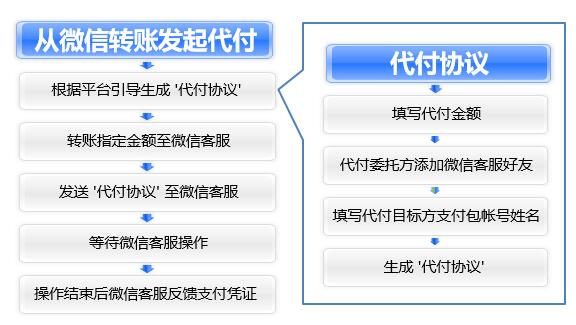 从微信转账发起代付
根据平台引导生成 '代付协议'
转账指定金额至微信客服
发送 '代付协议' 至微信客服
等待微信客服操作
操作结束后微信客服反馈支付凭证
代付协议
填写代付金额
代付委托方添加微信客服好友
填写代付目标方支付包帐号姓名
生成 '代付协议'